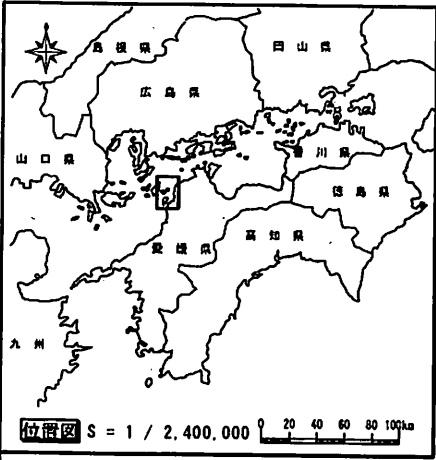 島根県
岡山県
広島県
山口県
香川県
徳島県
愛媛県
高知県
九州
位置図 S = 1 / 2,400,000
0 20 40 60 80 100km